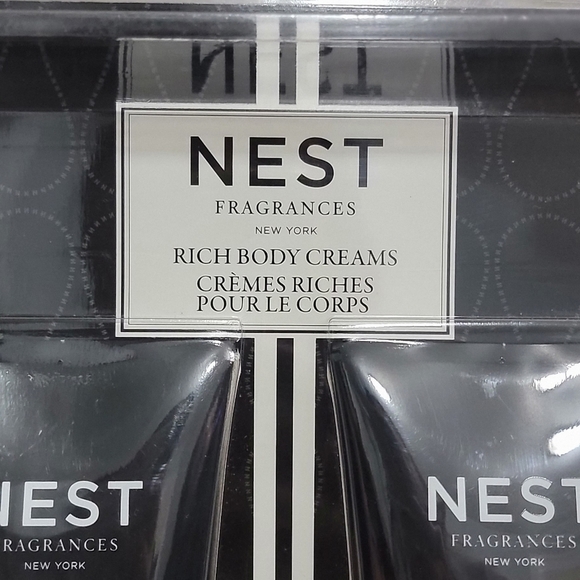 NEST
FRAGRANCES
NEW YORK
RICH BODY CREAMS
CRÈMES RICHES
POUR LE CORPS
NEST
FRAGRANCES
NEW YORK
NEST
FRAGRANCES
NEW YORK